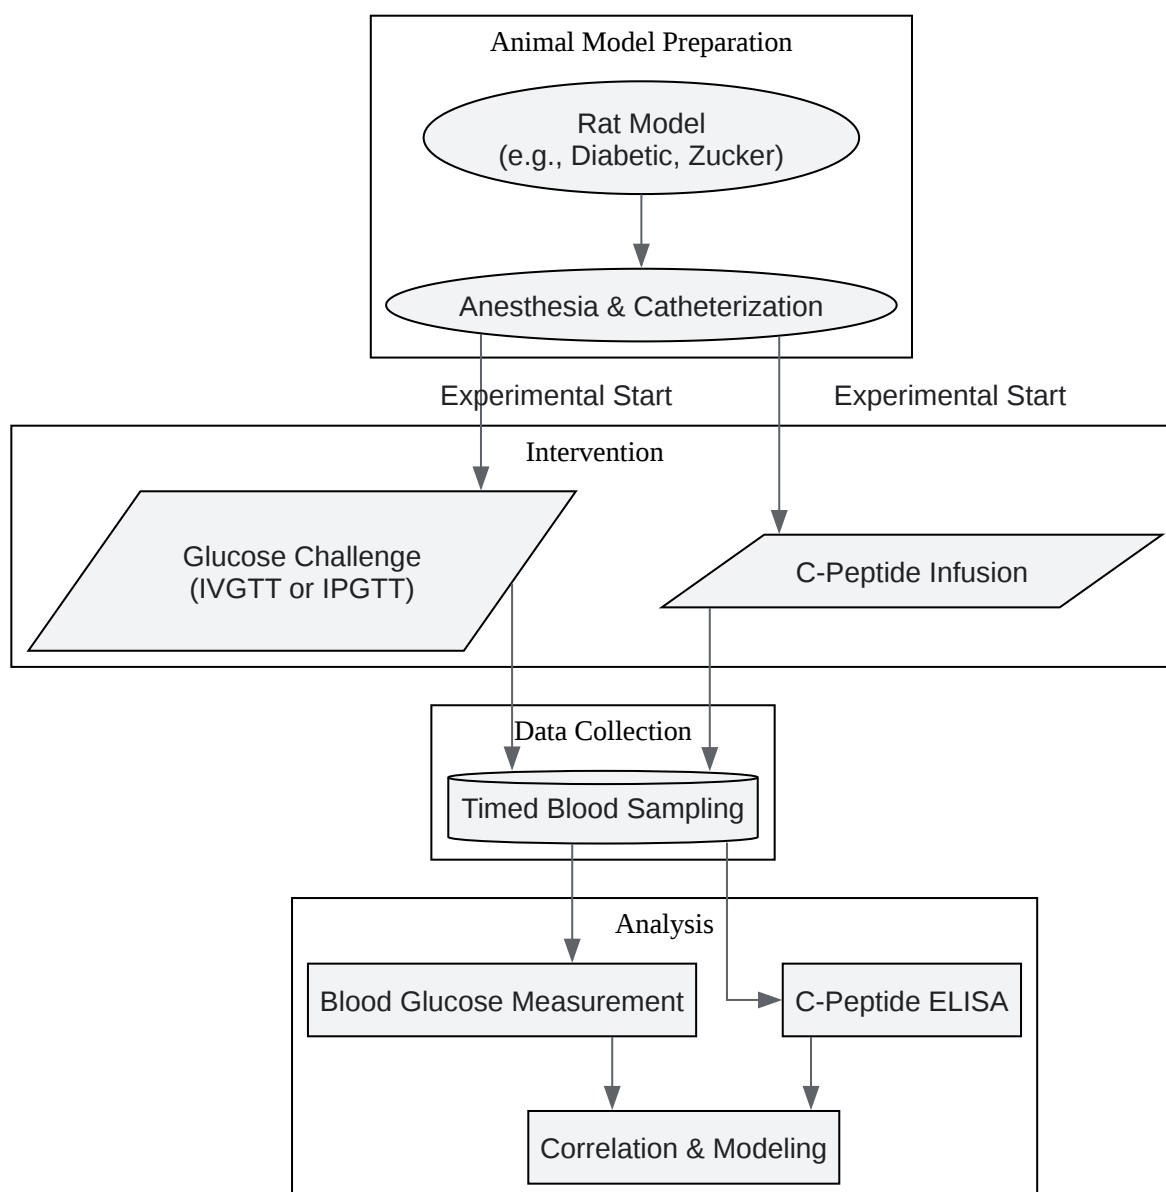 Animal Model Preparation
Rat Model
(e.g., Diabetic, Zucker)
Anesthesia & Catheterization
Experimental Start
Experimental Start
Intervention
Glucose Challenge
(IVGTT or IPGTT)
C-Peptide Infusion
Data Collection
Timed Blood Sampling
Analysis
Blood Glucose Measurement
C-Peptide ELISA
Correlation & Modeling